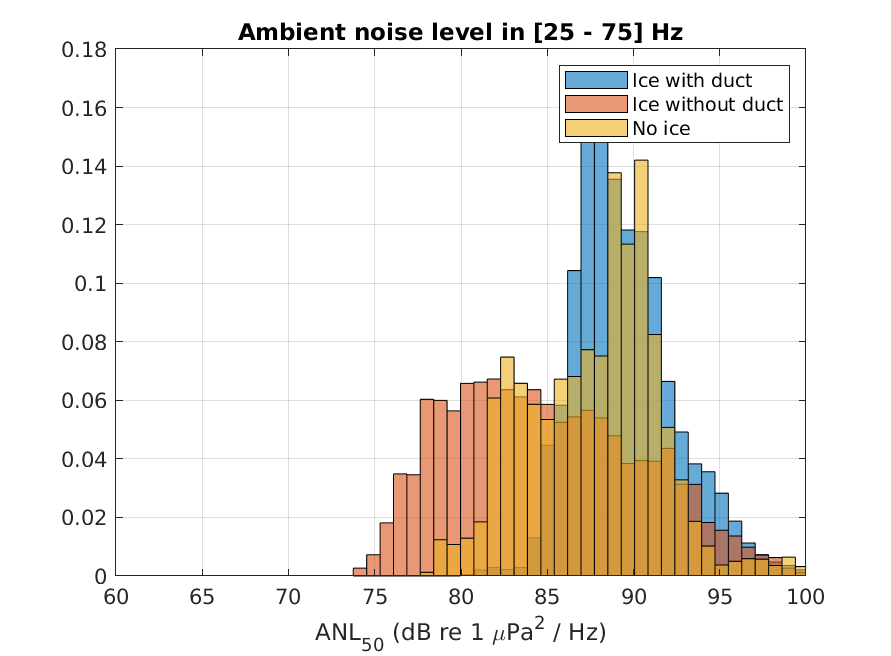 Ambient noise level in [25 - 75] Hz
0.18
0.16
0.14
0.12
0.1
0.08
0.06
0.04
0.02
0
Ice with duct
Ice without duct
No ice
60 65 70 75 80 85 90 95 100
ANL50 (dB re 1 μPa2 / Hz)